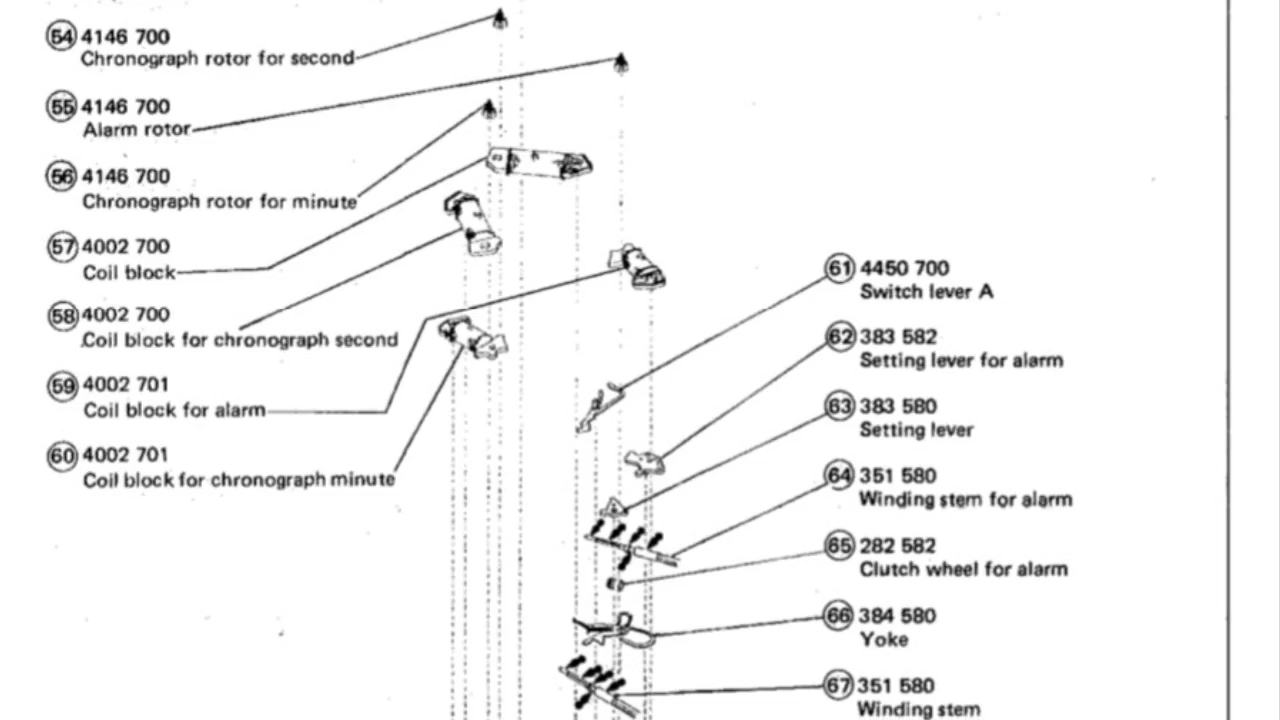 54 4146 700
Chronograph rotor for second
55 4146 700
Alarm rotor
56 4146 700
Chronograph rotor for minute
57 4002 700
Coil block
58 4002 700
Coil block for chronograph second
59 4002 701
Coil block for alarm
60 4002 701
Coil block for chronograph minute
61 4450 700
Switch lever A
62 383 582
Setting lever for alarm
63 383 580
Setting lever
64 351 580
Winding stem for alarm
65 282 582
Clutch wheel for alarm
66 384 580
Yoke
67 351 580
Winding stem